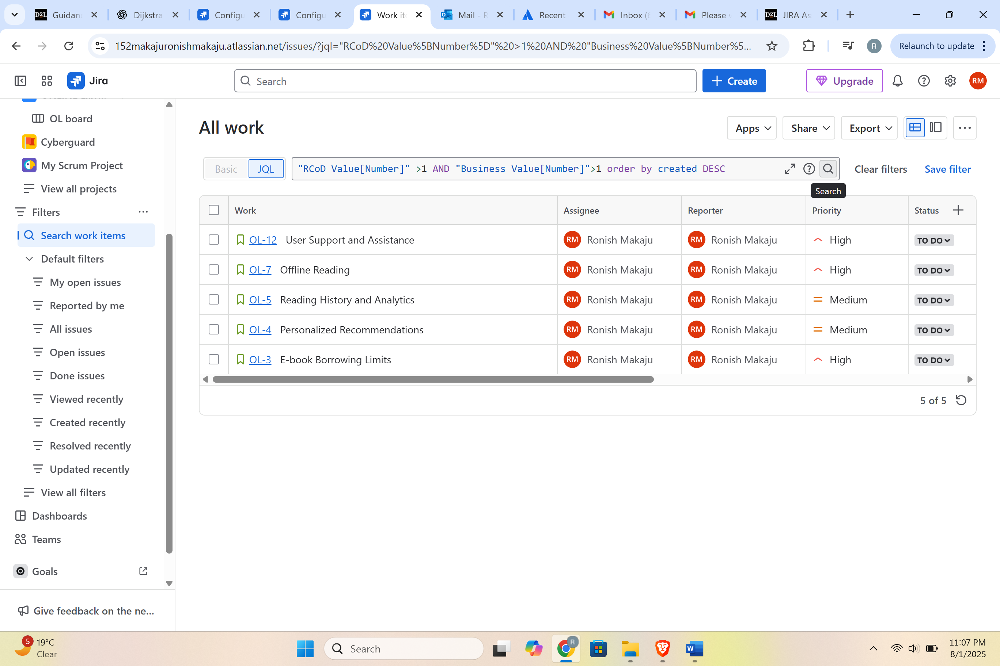 Guidan
Dijkstra
Configu
Configu
Work it
Mail - R
Recent
Inbox (6
Please v
JIRA As
152makajuronishmakaju.atlassian.net/issues/?jql="RCoD%20Value%5BNumber%5D"%20>1%20AND%20"Business%20Value%5BNumber%5...
R
Relaunch to update
Jira
Search
Create
Upgrade
RM
OL board
Cyberguard
My Scrum Project
View all projects
Filters
Search work items
Default filters
My open issues
Reported by me
All issues
Open issues
Done issues
Viewed recently
Created recently
Resolved recently
Updated recently
View all filters
Dashboards
Teams
Goals
Give feedback on the ne...
All work
Apps
Share
Export
Basic
JQL
"RCoD Value[Number]" >1 AND "Business Value[Number]">1 order by created DESC
Clear filters
Save filter
Search
Work Assignee Reporter Priority Status
OL-12 User Support and Assistance RM Ronish Makaju RM Ronish Makaju High TO DO
OL-7 Offline Reading RM Ronish Makaju RM Ronish Makaju High TO DO
OL-5 Reading History and Analytics RM Ronish Makaju RM Ronish Makaju Medium TO DO
OL-4 Personalized Recommendations RM Ronish Makaju RM Ronish Makaju Medium TO DO
OL-3 E-book Borrowing Limits RM Ronish Makaju RM Ronish Makaju High TO DO
5 of 5
5
19°C
Clear
Search
R
11:07 PM
8/1/2025